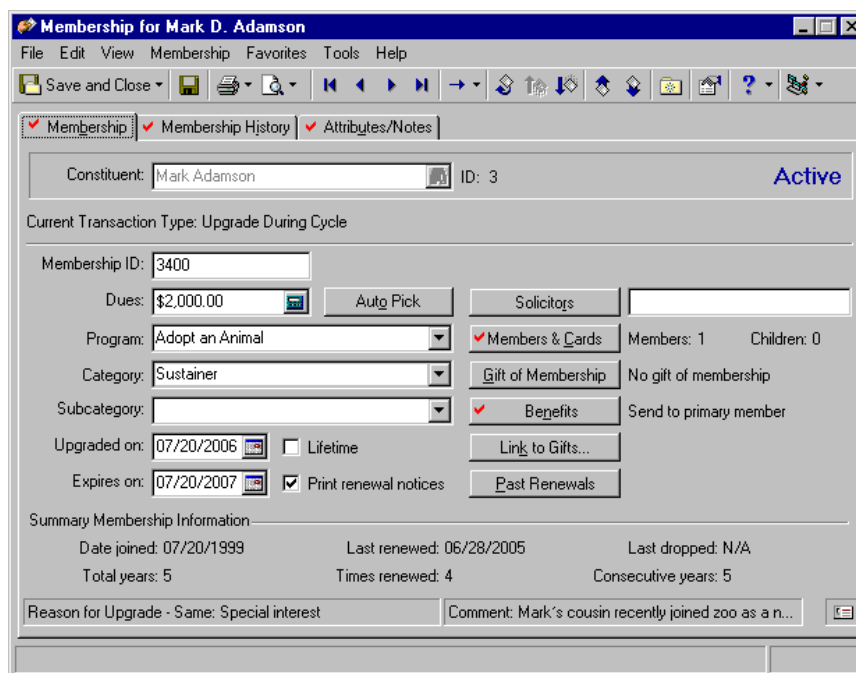 Membership for Mark D. Adamson
File Edit View Membership Favorites Tools Help
Save and Close
Membership Membership History Attributes/Notes
Constituent: Mark Adamson ID: 3 Active
Current Transaction Type: Upgrade During Cycle
Membership ID: 3400
Dues: $2,000.00 Auto Pick Solicitors
Program: Adopt an Animal Members & Cards Members: 1 Children: 0
Category: Sustainer Gift of Membership No gift of membership
Subcategory: Benefits Send to primary member
Upgraded on: 07/20/2006 Lifetime Link to Gifts...
Expires on: 07/20/2007 Print renewal notices Past Renewals
Summary Membership Information
Date joined: 07/20/1999 Last renewed: 06/28/2005 Last dropped: N/A
Total years: 5 Times renewed: 4 Consecutive years: 5
Reason for Upgrade - Same: Special interest Comment: Mark´s cousin recently joined zoo as a n...